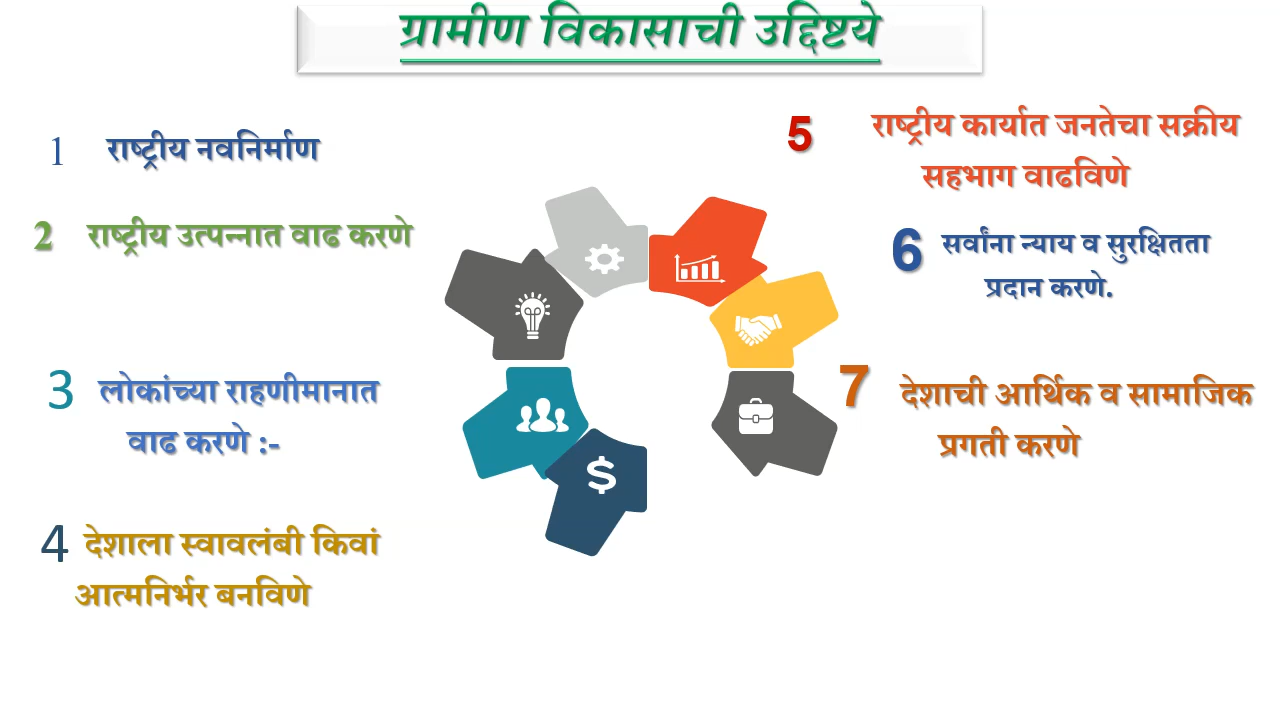 ग्रामीण विकासाची उद्दिष्टये
1 राष्ट्रीय नवनिर्माण
2 राष्ट्रीय उत्पन्नात वाढ करणे
3 लोकांच्या राहणीमानात
वाढ करणे :-
4 देशाला स्वावलंबी किवां
आत्मनिर्भर बनविणे
5 राष्ट्रीय कार्यात जनतेचा सक्रीय
सहभाग वाढविणे
6 सर्वांना न्याय व सुरक्षितता
प्रदान करणे.
7 देशाची आर्थिक व सामाजिक
प्रगती करणे
$